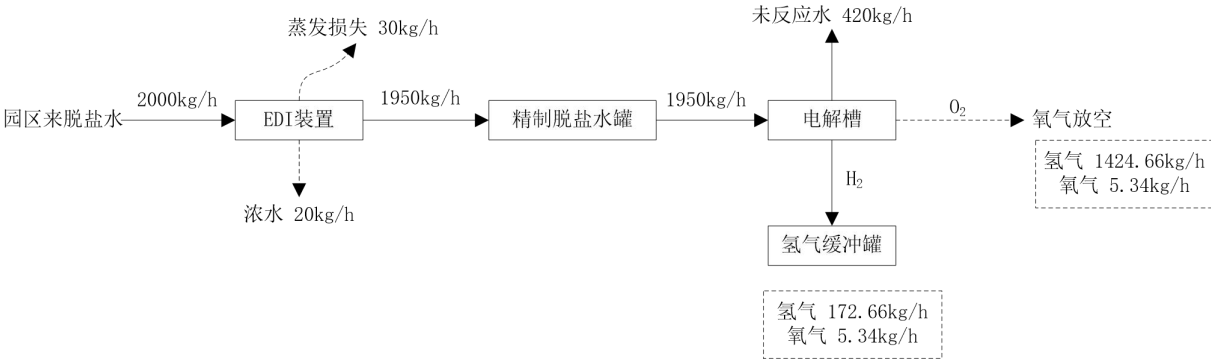 蒸发损失 30kg/h
未反应水 420kg/h
园区来脱盐水
2000kg/h
EDI装置
1950kg/h
精制脱盐水罐
1950kg/h
电解槽
O₂
氧气放空
氢气 1424.66kg/h
氧气 5.34kg/h
浓水 20kg/h
H₂
氢气缓冲罐
氢气 172.66kg/h
氧气 5.34kg/h